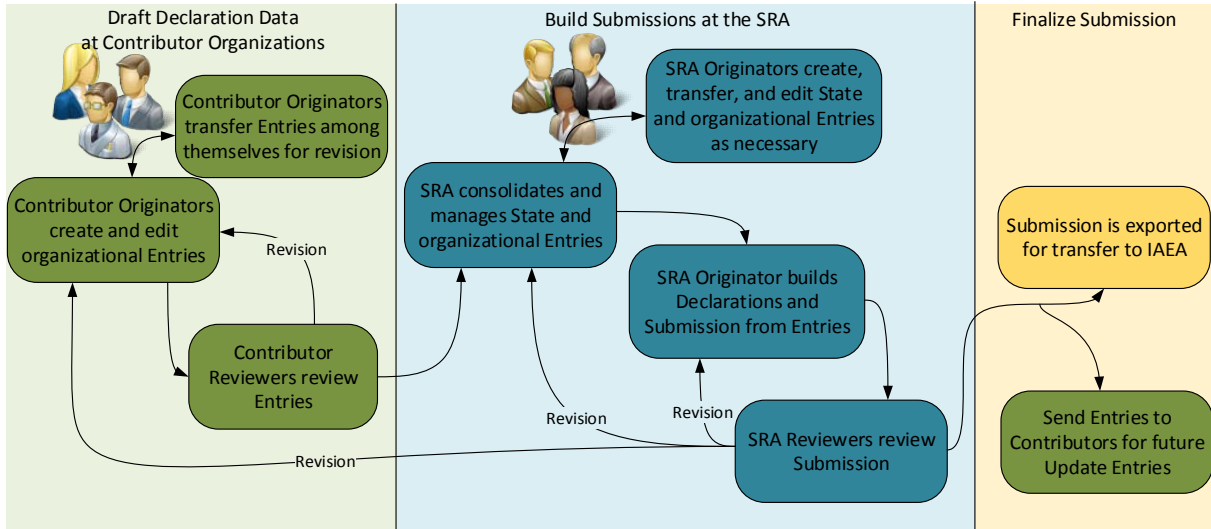 Draft Declaration Data
at Contributor Organizations
Contributor Originators
transfer Entries among
themselves for revision
Contributor Originators
create and edit
organizational Entries
Revision
Contributor
Reviewers review
Entries
Revision
Build Submissions at the SRA
SRA Originators create,
transfer, and edit State
and organizational Entries
as necessary
SRA consolidates and
manages State and
organizational Entries
SRA Originator builds
Declarations and
Submission from Entries
Revision
Revision
SRA Reviewers review
Submission
Finalize Submission
Submission is exported
for transfer to IAEA
Send Entries to
Contributors for future
Update Entries